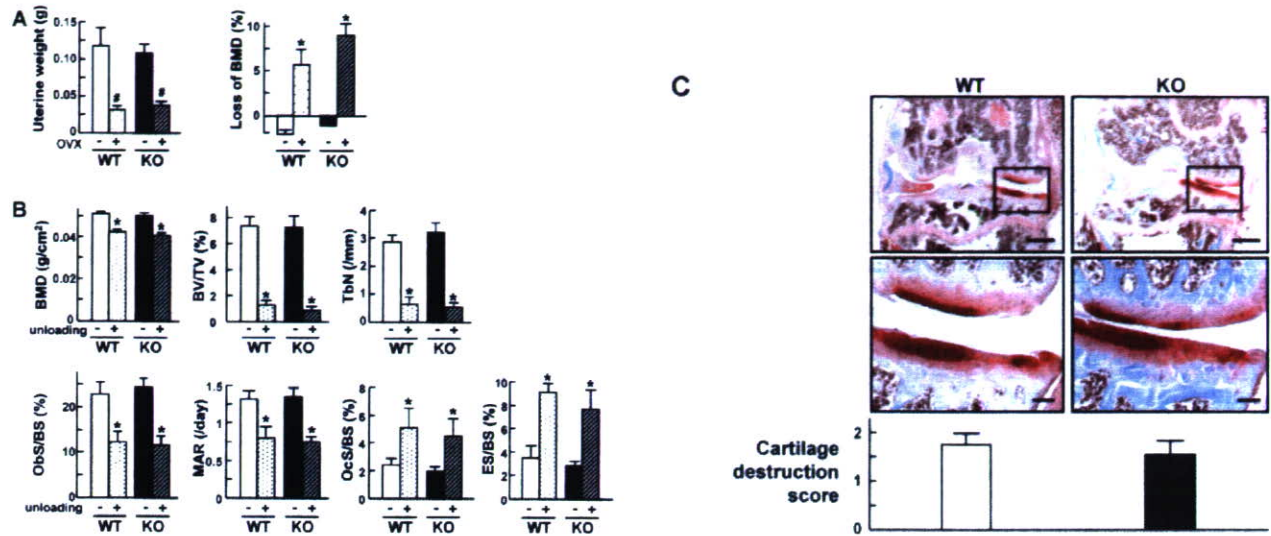 A
Uterine weight (g)
0.15
0.10
0.05
0
#
#
OVX - + - +
WT KO
Loss of BMD (%)
10
5
0
*
*
- + - +
WT KO
B
BMD (g/cm2)
0.04
0.02
0
*
*
unloading - + - +
WT KO
BV/TV (%)
8
6
4
2
0
*
*
- + - +
WT KO
TbN (/mm)
4
3
2
1
0
*
*
- + - +
WT KO
ObS/BS (%)
20
10
0
*
*
unloading - + - +
WT KO
MAR (/day)
1.5
1
0.5
0
*
*
- + - +
WT KO
OcS/BS (%)
8
6
4
2
0
*
*
- + - +
WT KO
ES/BS (%)
10
8
6
4
2
0
*
*
- + - +
WT KO
C
WT KO
Cartilage
destruction
score
2
1
0